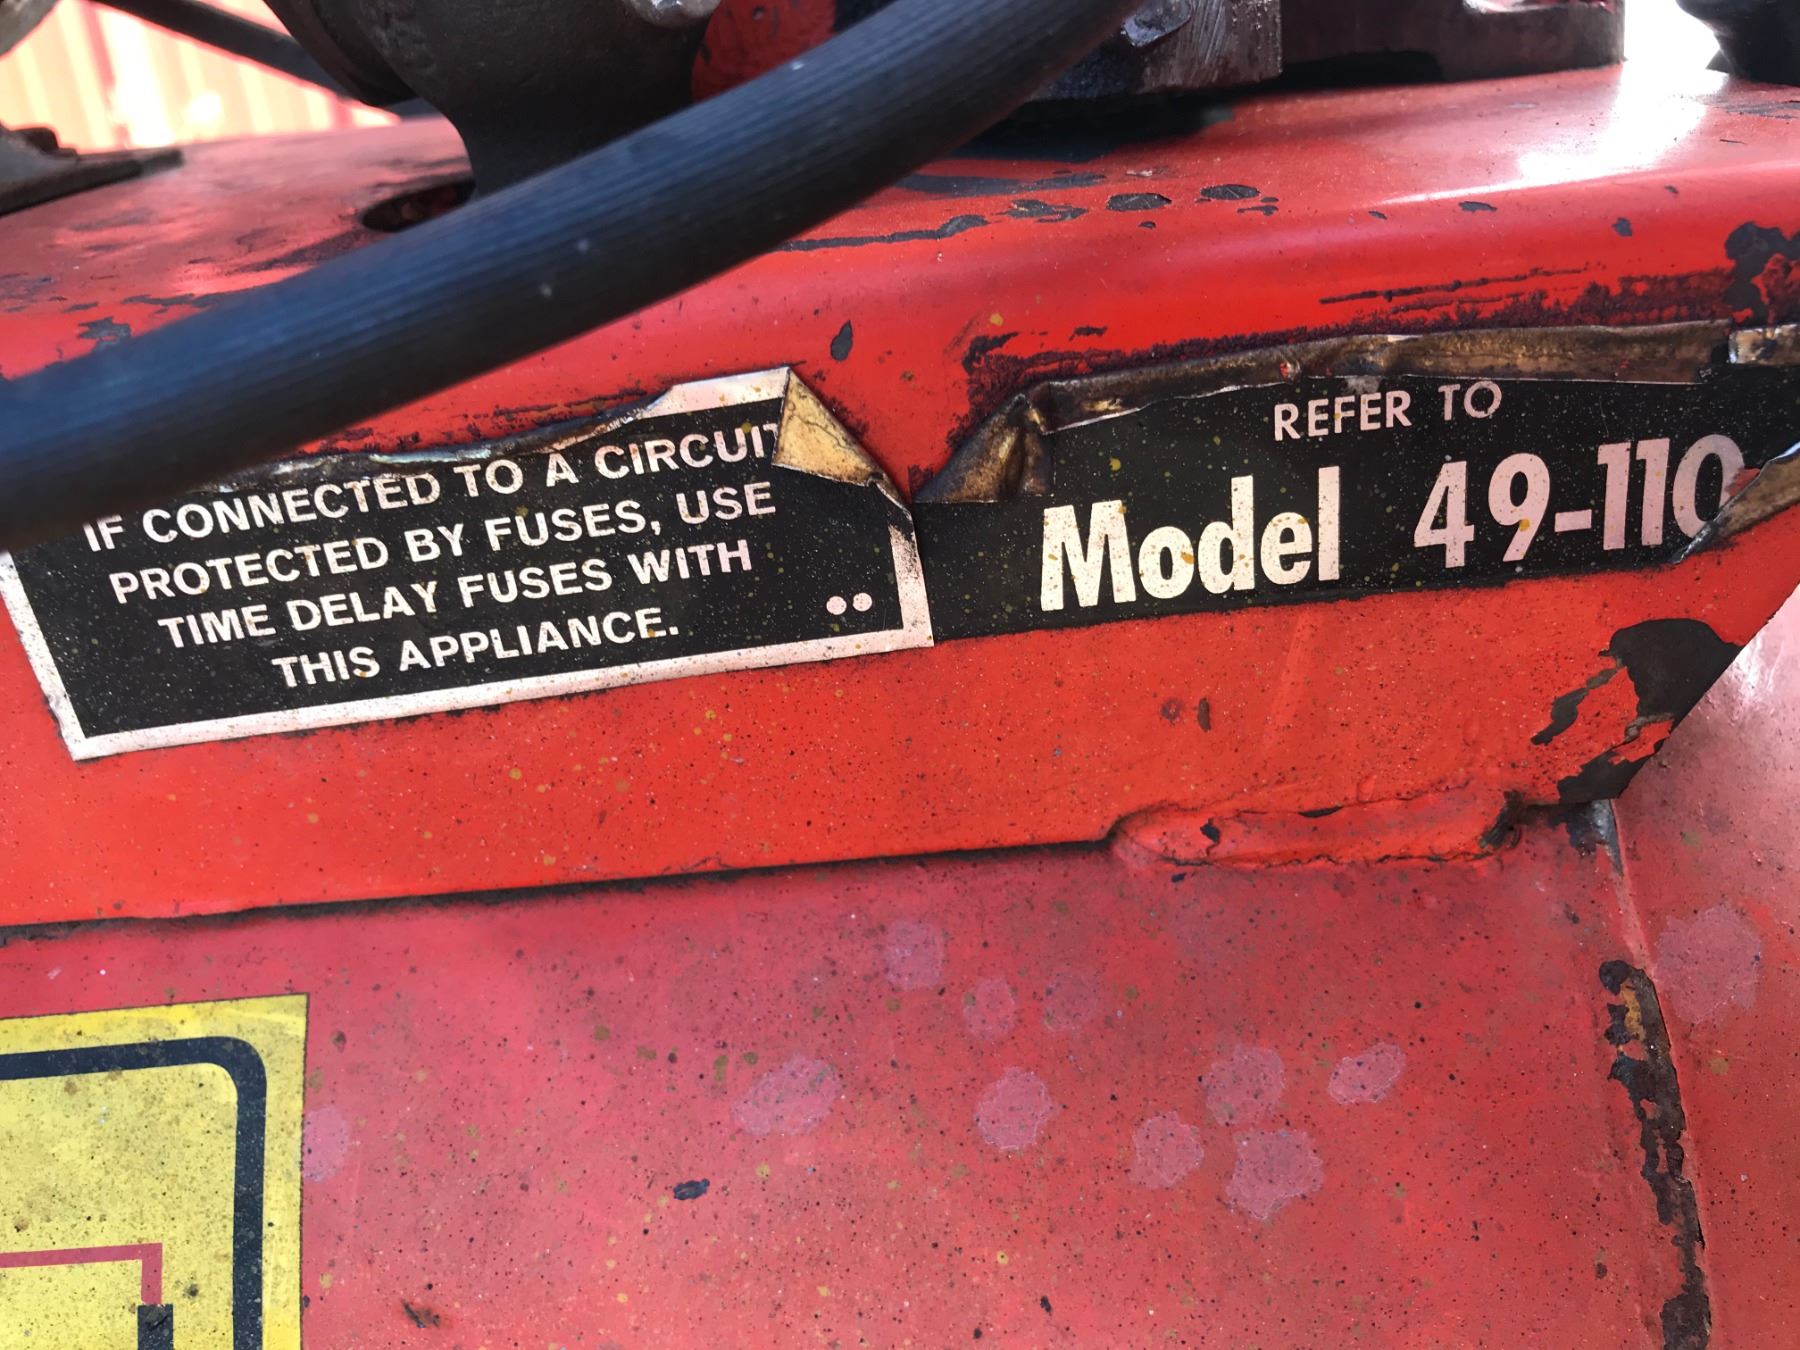 IF CONNECTED TO A CIRCUIT
PROTECTED BY FUSES, USE
TIME DELAY FUSES WITH
THIS APPLIANCE.
REFER TO
Model 49-110